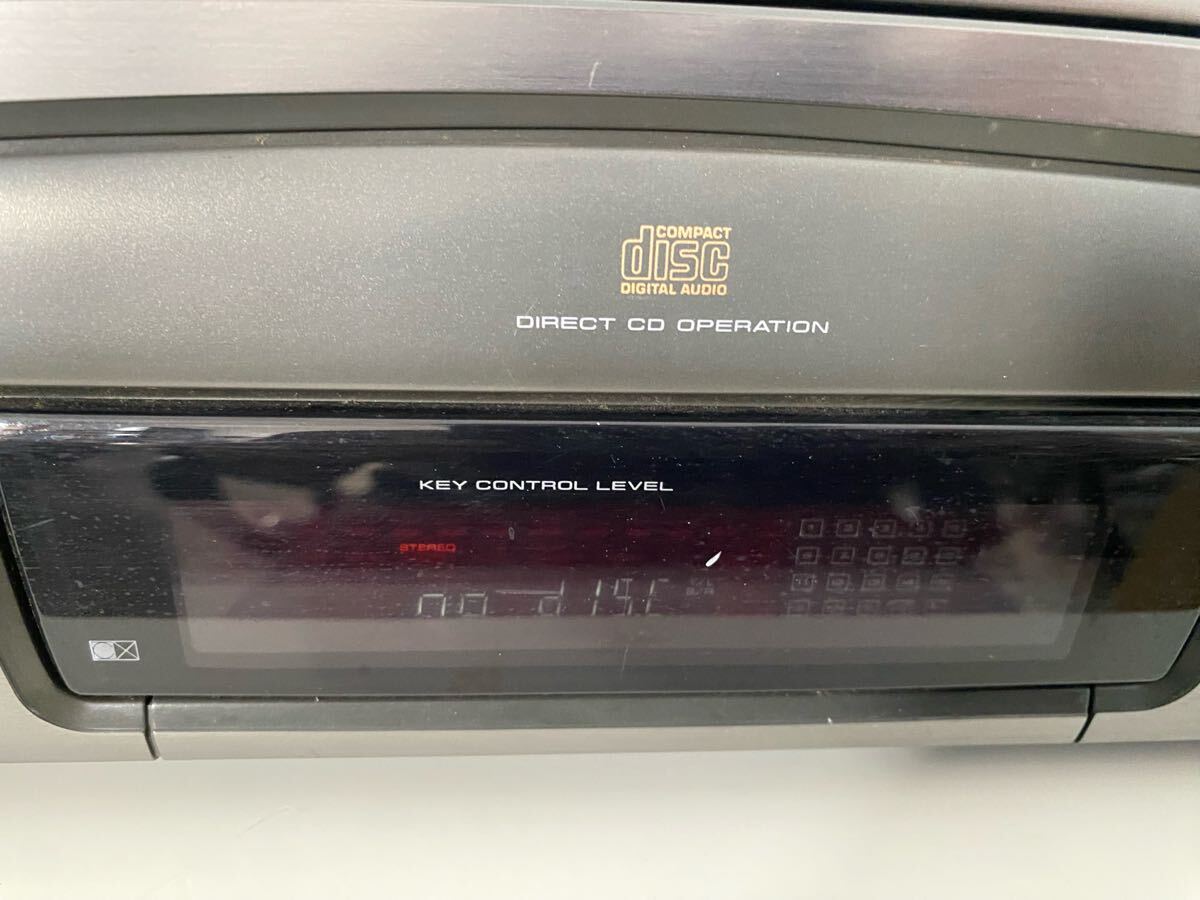 COMPACT
disc
DIGITAL AUDIO
DIRECT CD OPERATION
KEY CONTROL LEVEL
STEREO
no disc